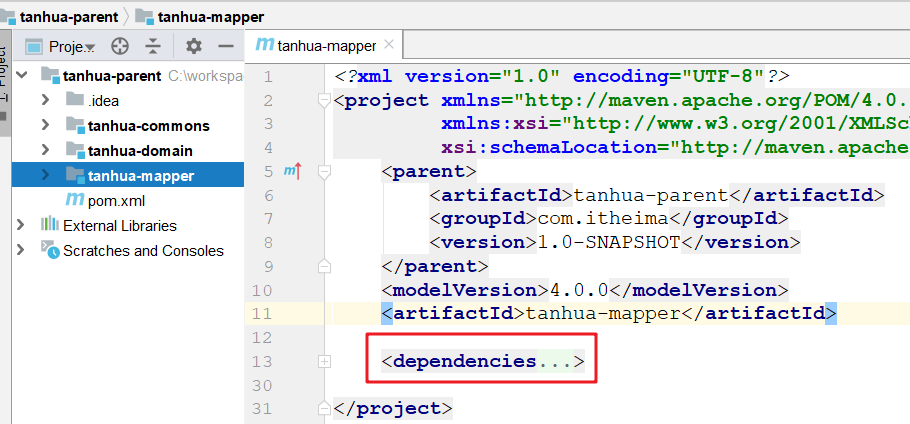 tanhua-parent tanhua-mapper
Project
Proje..
tanhua-mapper
tanhua-parent C:\workspa
.idea
tanhua-commons
tanhua-domain
tanhua-mapper
pom.xml
External Libraries
Scratches and Consoles
1 <?xml version="1.0" encoding="UTF-8"?>
2 <project xmlns="http://maven.apache.org/POM/4.0.
3 xmlns:xsi="http://www.w3.org/2001/XMLSc
4 xsi:schemaLocation="http://maven.apache
5 <parent>
6 <artifactId>tanhua-parent</artifactId>
7 <groupId>com.itheima</groupId>
8 <version>1.0-SNAPSHOT</version>
9 </parent>
10 <modelVersion>4.0.0</modelVersion>
11 <artifactId>tanhua-mapper</artifactId>
12
13 <dependencies...>
30
31 </project>